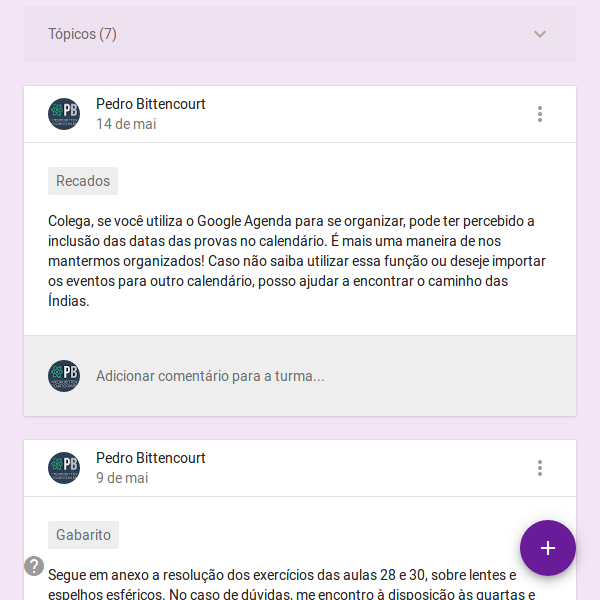 Tópicos (7)
Pedro Bittencourt
14 de mai
Recados
Colega, se você utiliza o Google Agenda para se organizar, pode ter percebido a
inclusão das datas das provas no calendário. É mais uma maneira de nos
mantermos organizados! Caso não saiba utilizar essa função ou deseje importar
os eventos para outro calendário, posso ajudar a encontrar o caminho das
Índias.
PB
Adicionar comentário para a turma...
Pedro Bittencourt
9 de mai
PB
Gabarito
Segue em anexo a resolução dos exercícios das aulas 28 e 30, sobre lentes e
espelhos esféricos. No caso de dúvidas, me encontro à disposição às quartas e